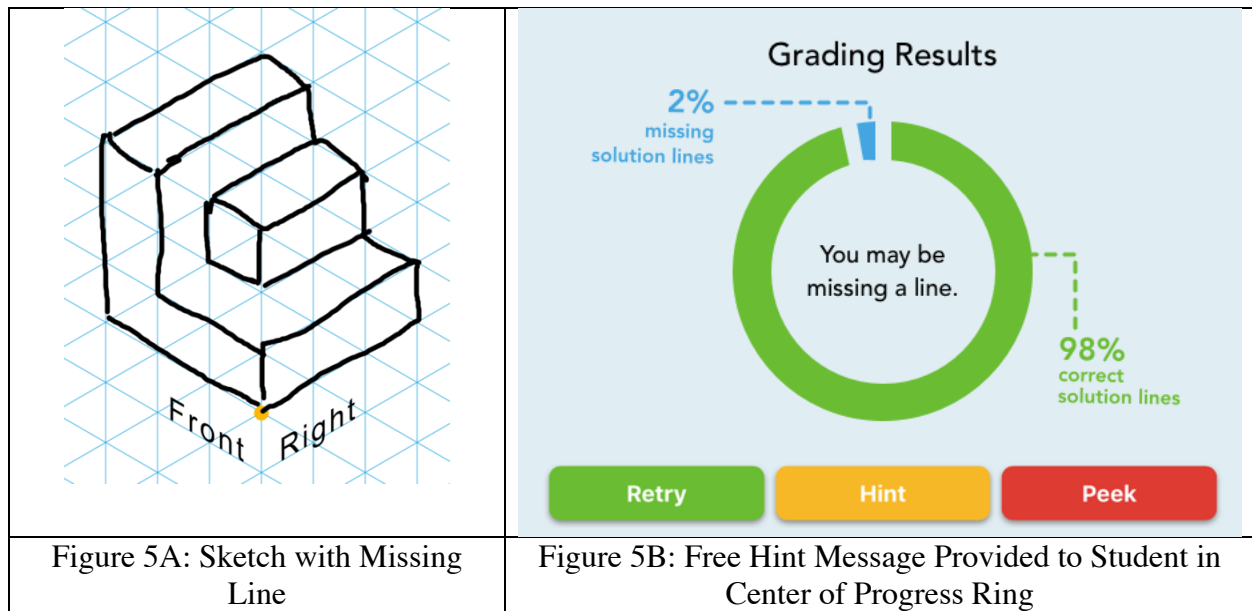 Front Right
Grading Results
2%
missing
solution lines
You may be
missing a line.
98%
correct
solution lines
Retry Hint Peek
Figure 5A: Sketch with Missing
Line
Figure 5B: Free Hint Message Provided to Student in
Center of Progress Ring